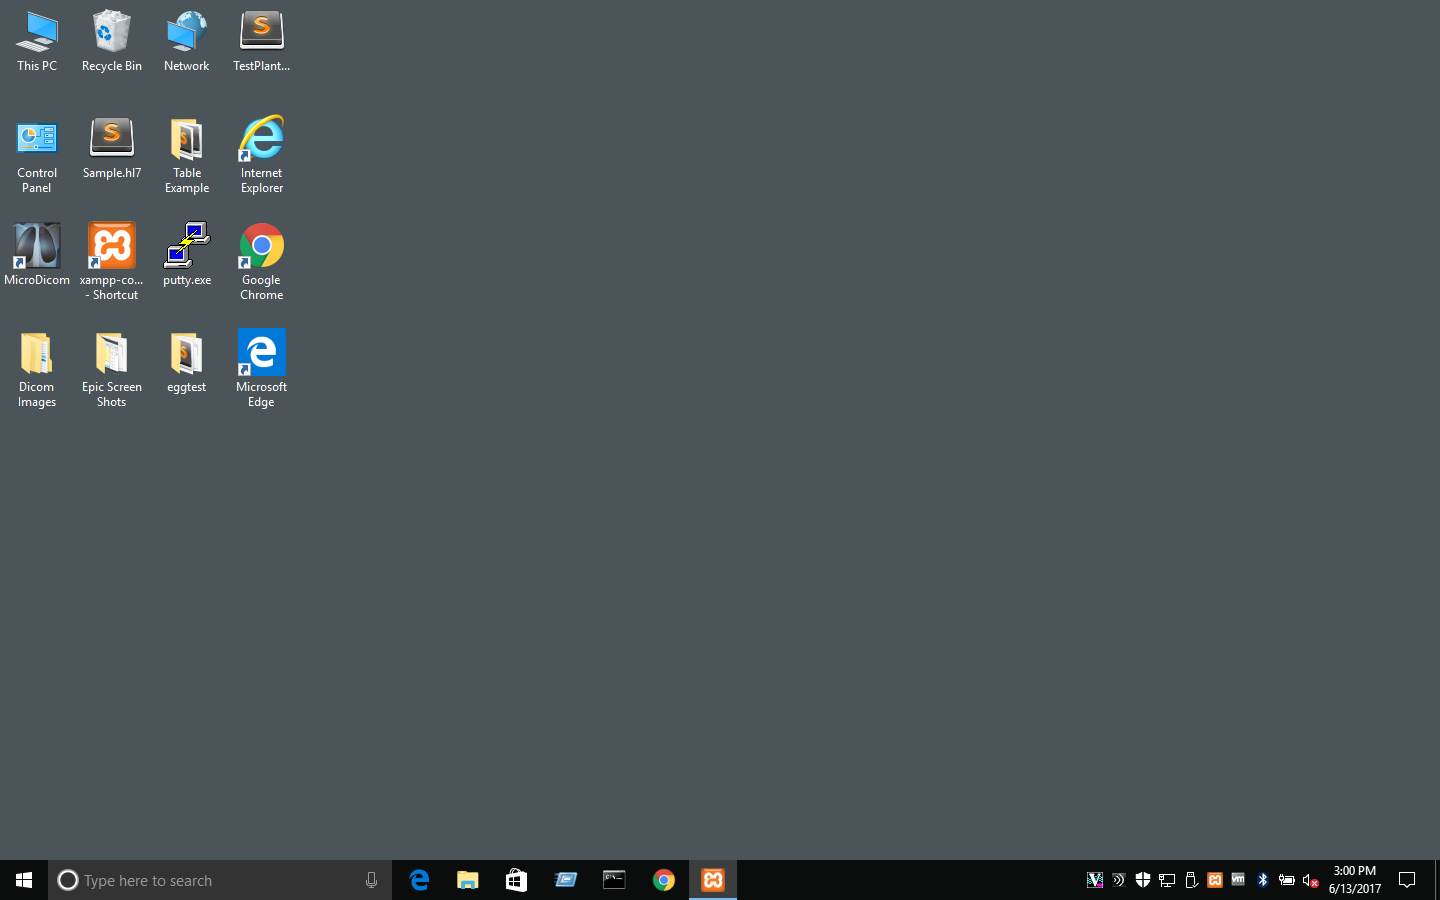 This PC
Recycle Bin
Network
TestPlant...
Control
Panel
Sample.hl7
Table
Example
Internet
Explorer
MicroDicom
xampp-co...
- Shortcut
putty.exe
Google
Chrome
Dicom
Images
Epic Screen
Shots
eggtest
Microsoft
Edge
Type here to search
3:00 PM
6/13/2017